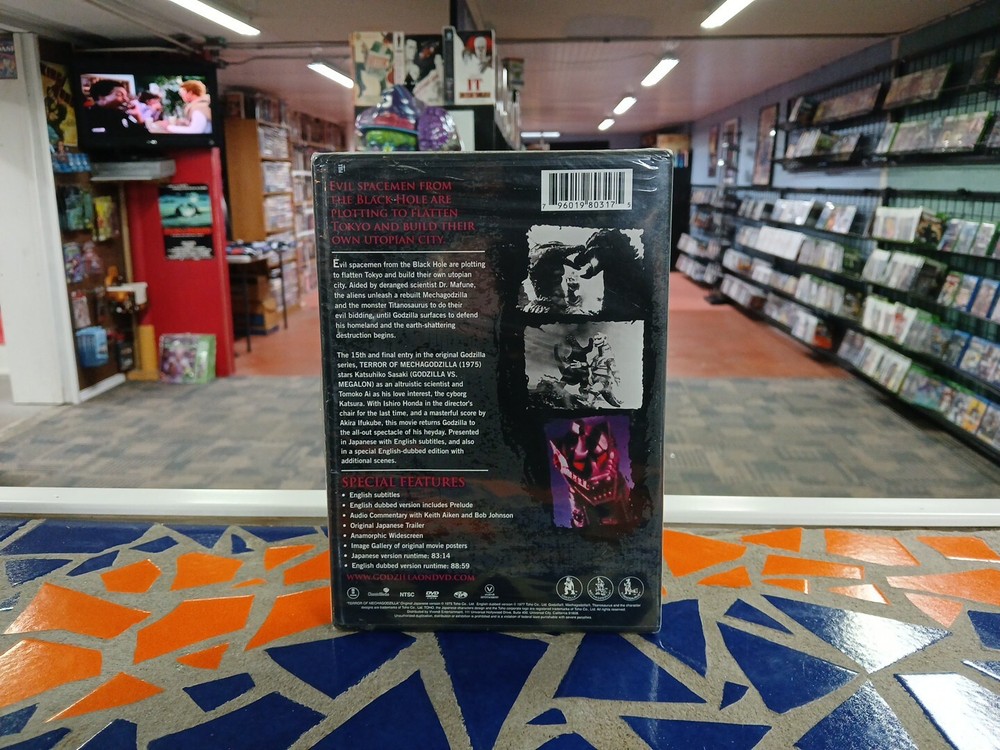 IT
EVIL SPACEMEN FROM
THE BLACK HOLE ARE
PLOTTING TO FLATTEN
TOKYO AND BUILD THEIR
OWN UTOPIAN CITY.
7 96019 80317 5
Evil spacemen from the Black Hole are plotting
to flatten Tokyo and build their own utopian
city. Aided by deranged scientist Dr. Mafune,
the aliens unleash a rebuilt Mechagodzilla
and the monster Titanosaurus to do their
evil bidding, until Godzilla surfaces to defend
his homeland and the earth-shattering
destruction begins.
The 15th and final entry in the original Godzilla
series, TERROR OF MECHAGODZILLA (1975)
stars Katsuhiko Sasaki (GODZILLA VS.
MEGALON) as an altruistic scientist and
Tomoko Ai as his love interest, the cyborg
Katsura. With Ishiro Honda in the director's
chair for the last time, and a masterful score by
Akira Ifukube, this movie returns Godzilla to
the all-out spectacle of his heyday. Presented
in Japanese with English subtitles, and also
in a special English-dubbed edition with
additional scenes.
SPECIAL FEATURES
• English subtitles
• English dubbed version includes Prelude
• Audio Commentary with Keith Aiken and Bob Johnson
• Original Japanese Trailer
• Anamorphic Widescreen
• Image Gallery of original movie posters
• Japanese version runtime: 83:14
• English dubbed version runtime: 88:59
WWW.GODZILLAONDVD.COM
NTSC
DVD